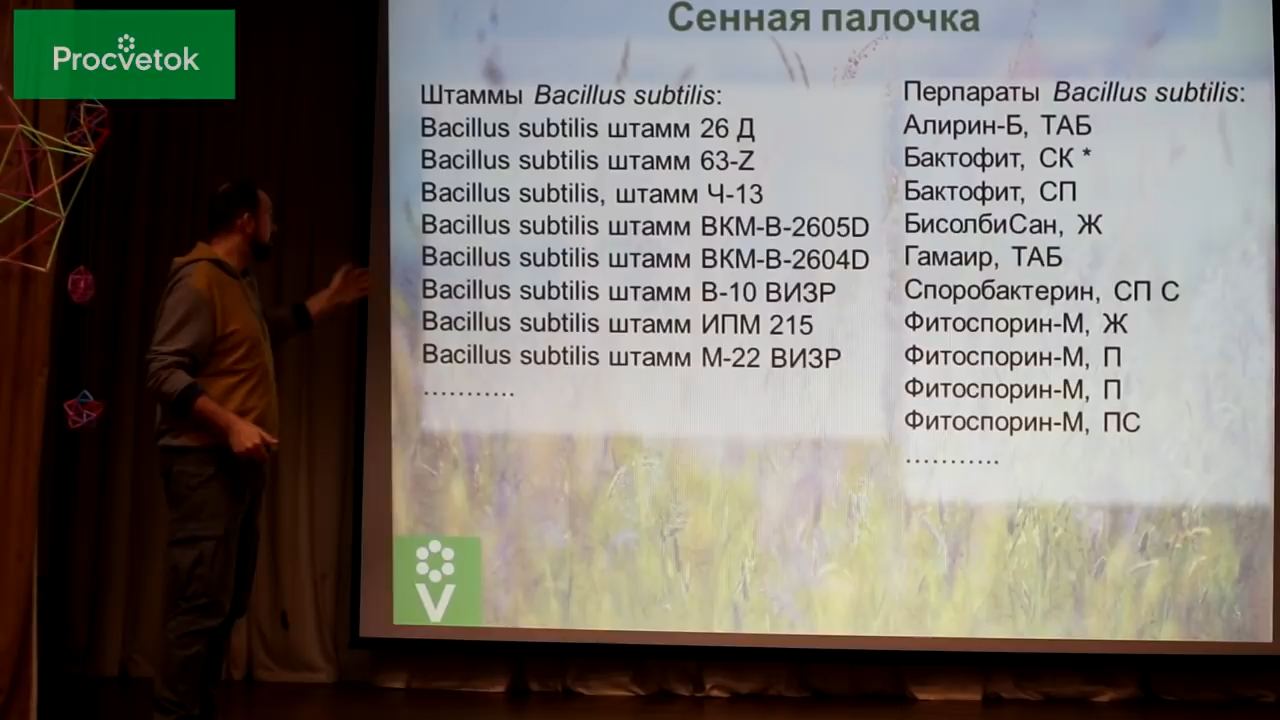 Procvetok
Сенная палочка
Штаммы Bacillus subtilis:
Bacillus subtilis штамм 26 Д
Bacillus subtilis штамм 63-Z
Bacillus subtilis, штамм Ч-13
Bacillus subtilis штамм ВКМ-В-2605D
Bacillus subtilis штамм ВКМ-В-2604D
Bacillus subtilis штамм В-10 ВИЗР
Bacillus subtilis штамм ИПМ 215
Bacillus subtilis штамм М-22 ВИЗР
...........
Перпараты Bacillus subtilis:
Алирин-Б, ТАБ
Бактофит, СК *
Бактофит, СП
БисолбиСан, Ж
Гамаир, ТАБ
Споробактерин, СП С
Фитоспорин-М, Ж
Фитоспорин-М, П
Фитоспорин-М, П
Фитоспорин-М, ПС
...........